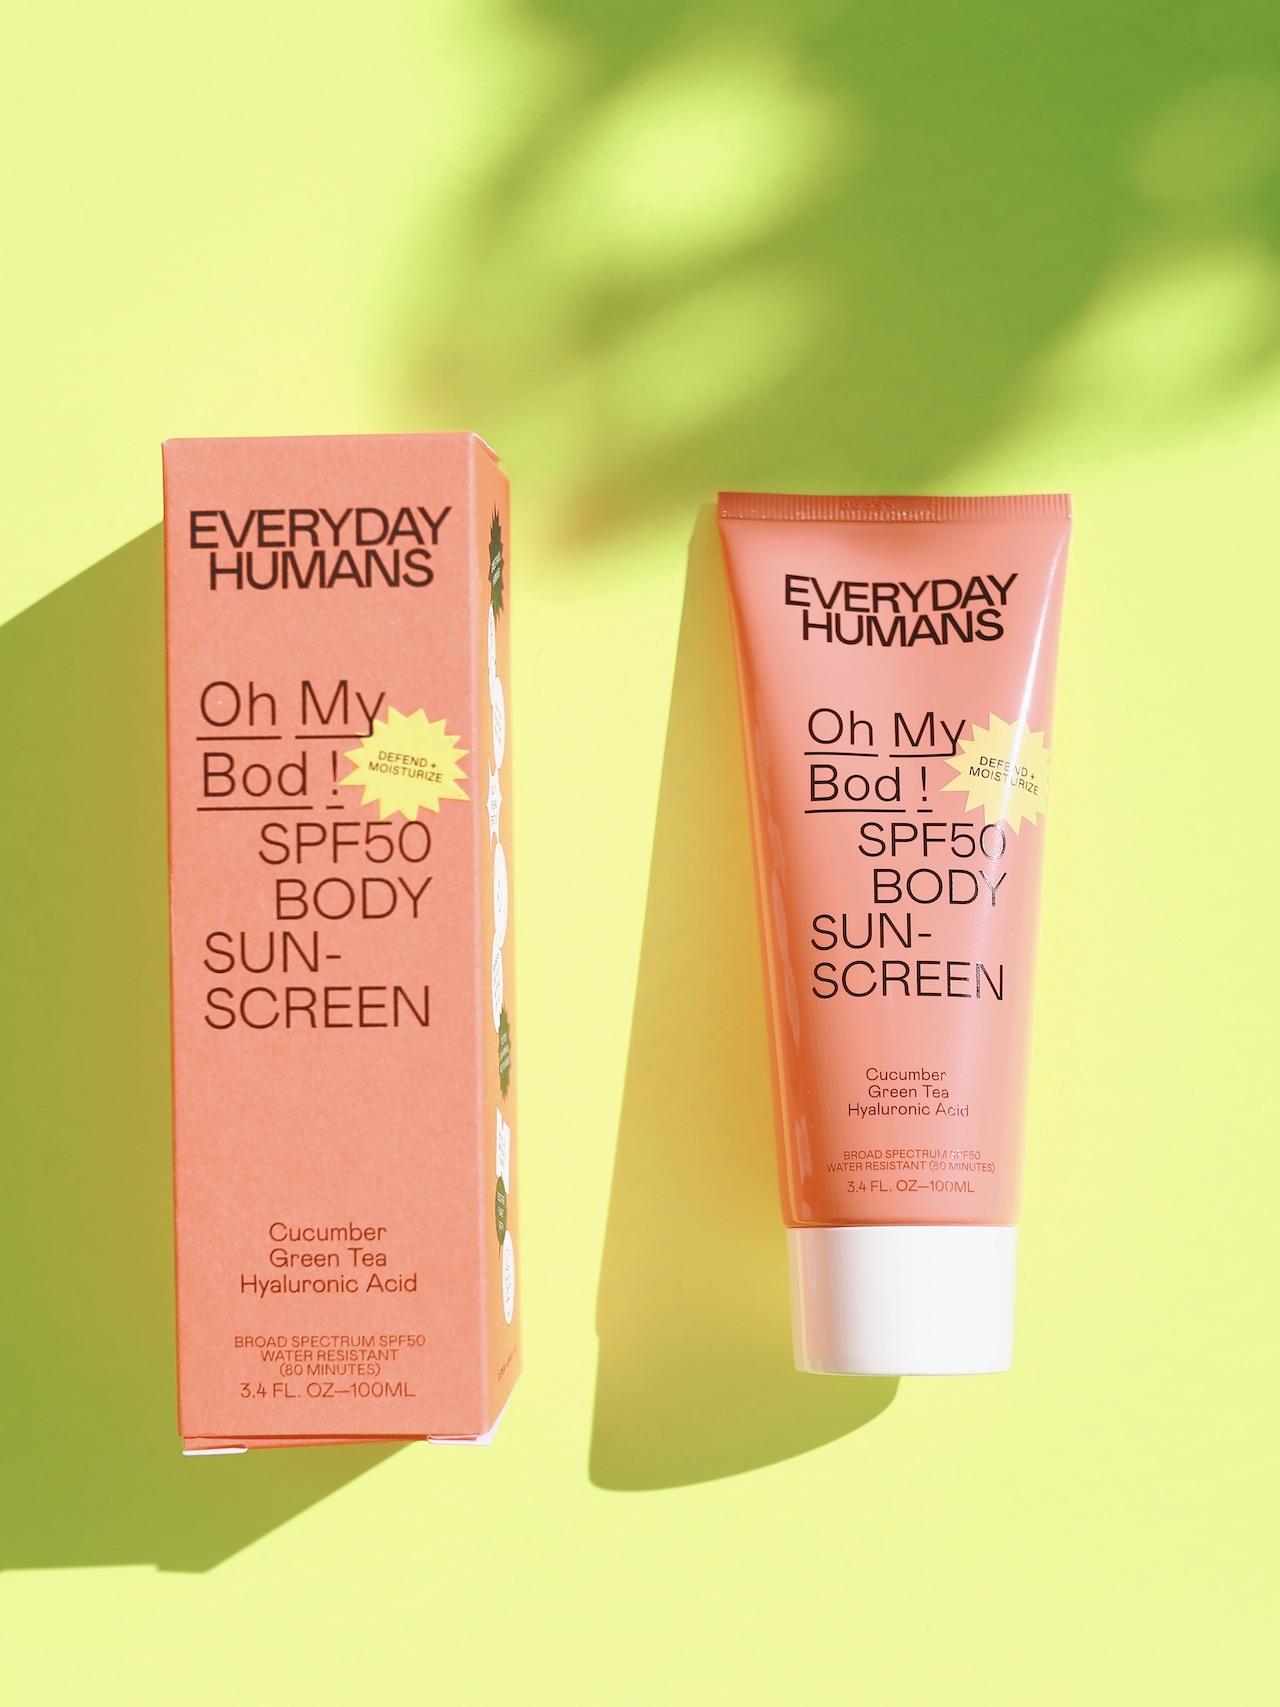 EVERYDAY
HUMANS
Oh My
Bod !
DEFEND +
MOISTURIZE
SPF50
BODY
SUN-
SCREEN
Cucumber
Green Tea
Hyaluronic Acid
BROAD SPECTRUM SPF50
WATER RESISTANT
(80 MINUTES)
3.4 FL. OZ—100ML
EVERYDAY
HUMANS
Oh My
Bod !
DEFEND +
MOISTURIZE
SPF50
BODY
SUN-
SCREEN
Cucumber
Green Tea
Hyaluronic Acid
BROAD SPECTRUM SPF50
WATER RESISTANT (80 MINUTES)
3.4 FL. OZ—100ML